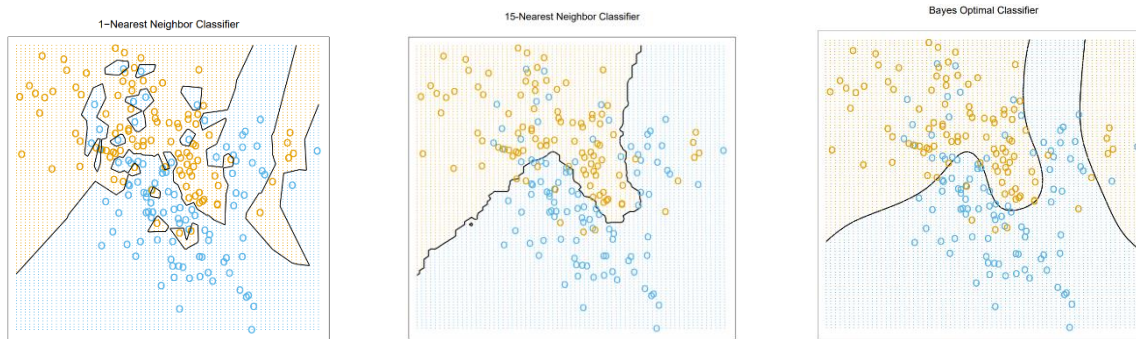 1−Nearest Neighbor Classifier
15-Nearest Neighbor Classifier
Bayes Optimal Classifier